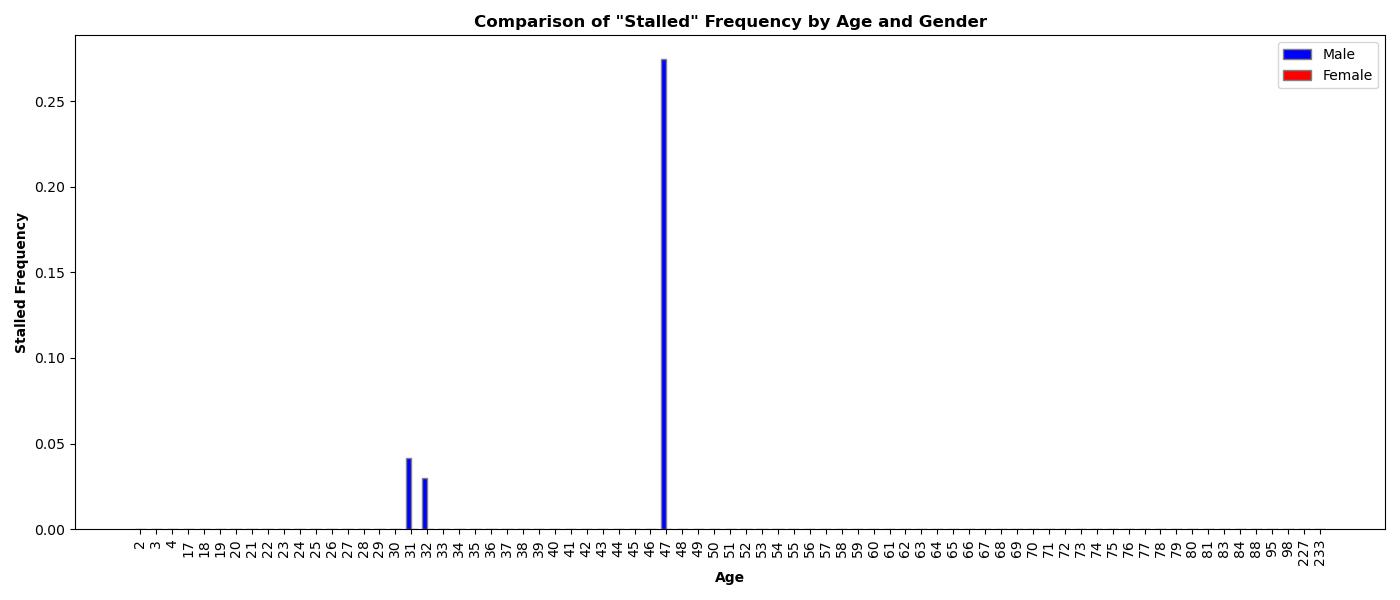 Comparison of "Stalled" Frequency by Age and Gender
Male
Female
Stalled Frequency
0.25
0.20
0.15
0.10
0.05
0.00
2 3 4 17 18 19 20 21 22 23 24 25 26 27 28 29 30 31 32 33 34 35 36 37 38 39 40 41 42 43 44 45 46 47 48 49 50 51 52 53 54 55 56 57 58 59 60 61 62 63 64 65 66 67 68 69 70 71 72 73 74 75 76 77 78 79 80 81 83 84 88 95 98 227 233
Age